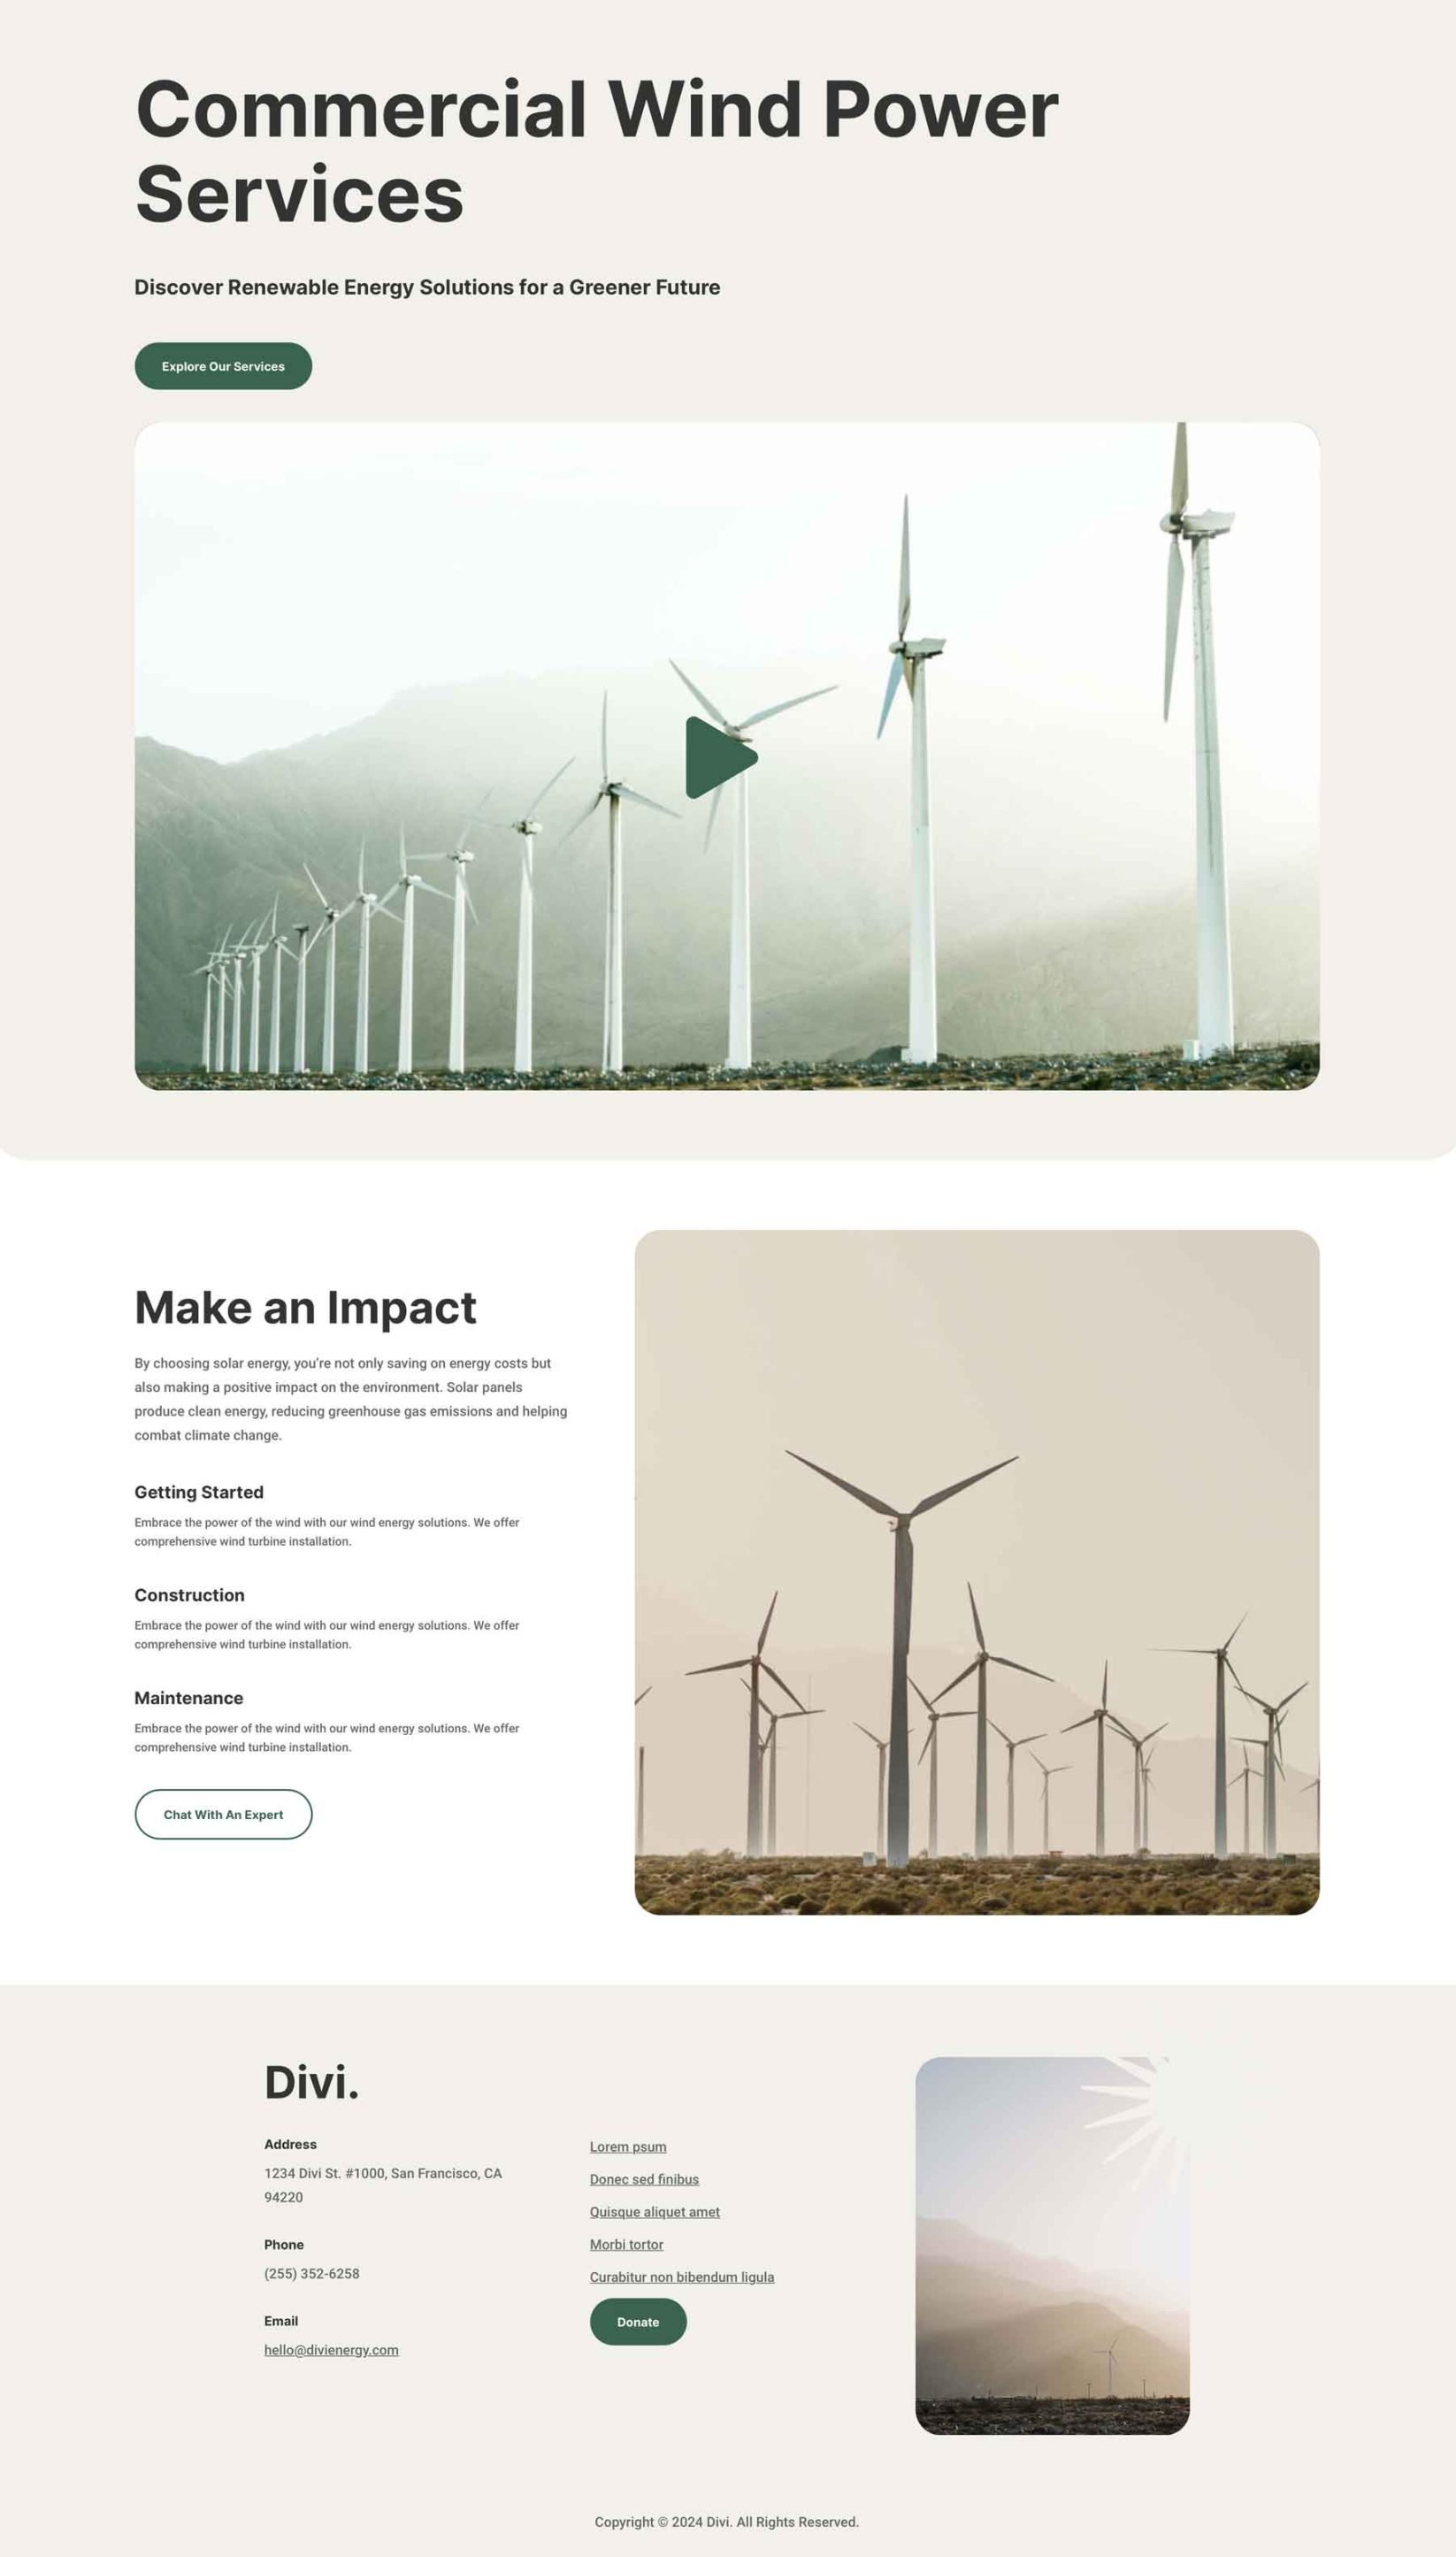 Commercial Wind Power
Services
Discover Renewable Energy Solutions for a Greener Future
Explore Our Services
Make an Impact
By choosing solar energy, you're not only saving on energy costs but
also making a positive impact on the environment. Solar panels
produce clean energy, reducing greenhouse gas emissions and helping
combat climate change.
Getting Started
Embrace the power of the wind with our wind energy solutions. We offer
comprehensive wind turbine installation.
Construction
Embrace the power of the wind with our wind energy solutions. We offer
comprehensive wind turbine installation.
Maintenance
Embrace the power of the wind with our wind energy solutions. We offer
comprehensive wind turbine installation.
Chat With An Expert
Divi.
Address
1234 Divi St. #1000, San Francisco, CA
94220
Phone
(255) 352-6258
Email
hello@divienergy.com
Lorem psum
Donec sed finibus
Quisque aliquet amet
Morbi tortor
Curabitur non bibendum ligula
Donate
Copyright © 2024 Divi. All Rights Reserved.